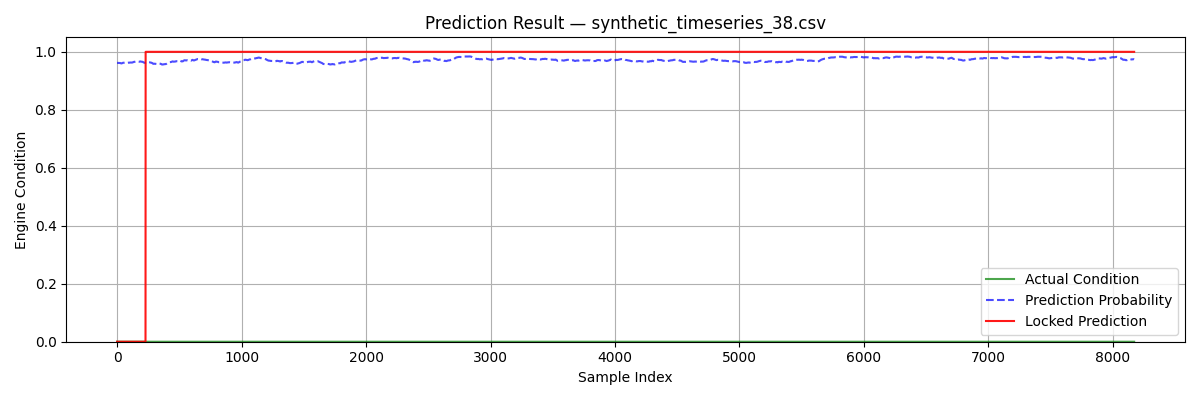 Prediction Result — synthetic_timeseries_38.csv
1.0
0.8
0.6
0.4
0.2
0.0
Engine Condition
Actual Condition
Prediction Probability
Locked Prediction
0 1000 2000 3000 4000 5000 6000 7000 8000
Sample Index